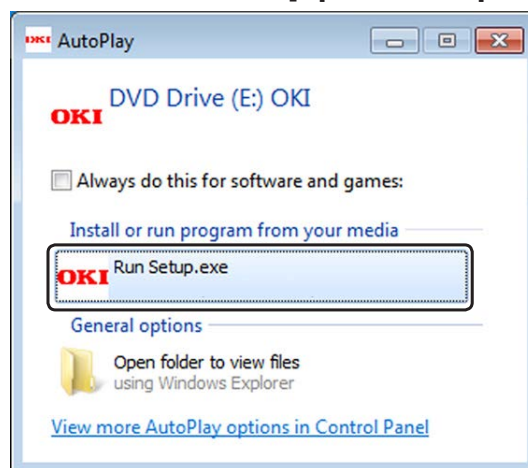 AutoPlay
DVD Drive (E:) OKI
OKI
Always do this for software and games:
Install or run program from your media
OKI
Run Setup.exe
General options
Open folder to view files
using Windows Explorer
View more AutoPlay options in Control Panel